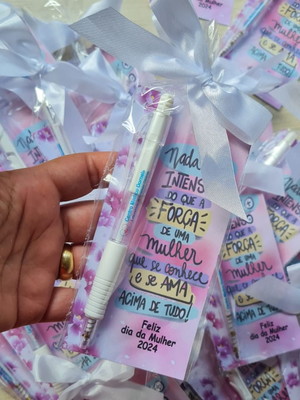 Nada
INTENS
DO QUE A
FORÇA
DE UMA
Mulher
que se conhece
e se AMA
ACIMA DE TUDO!
Feliz
dia da Mulher
2024